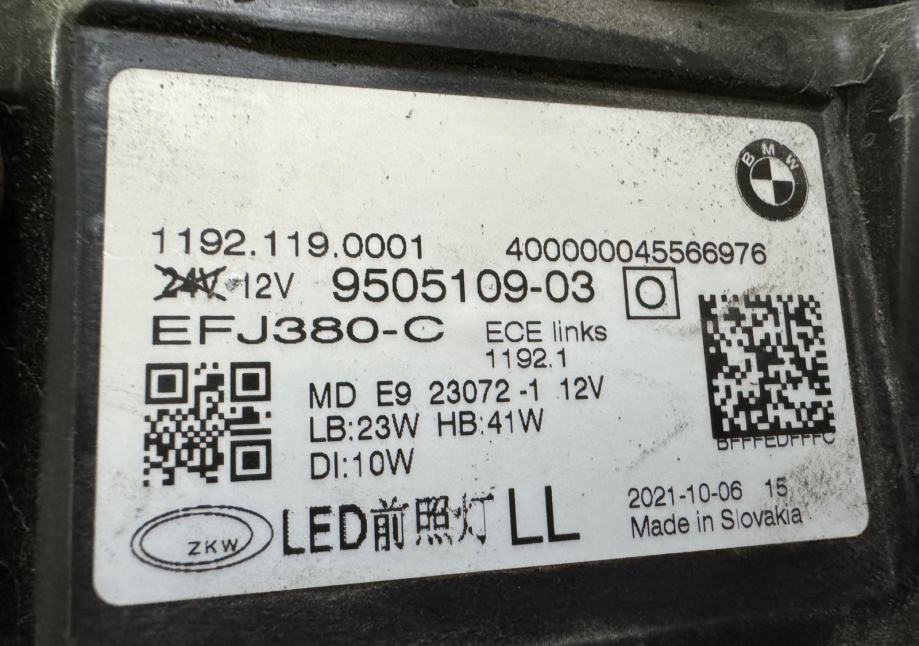 BMW
1192.119.0001 400000045566976
24V 12V 9505109-03
EFJ380-C ECE links
1192.1
MD E9 23072 -1 12V
LB:23W HB:41W
DI:10W
BFFFEDFFFC
ZKW LED前照灯 LL
2021-10-06 15
Made in Slovakia